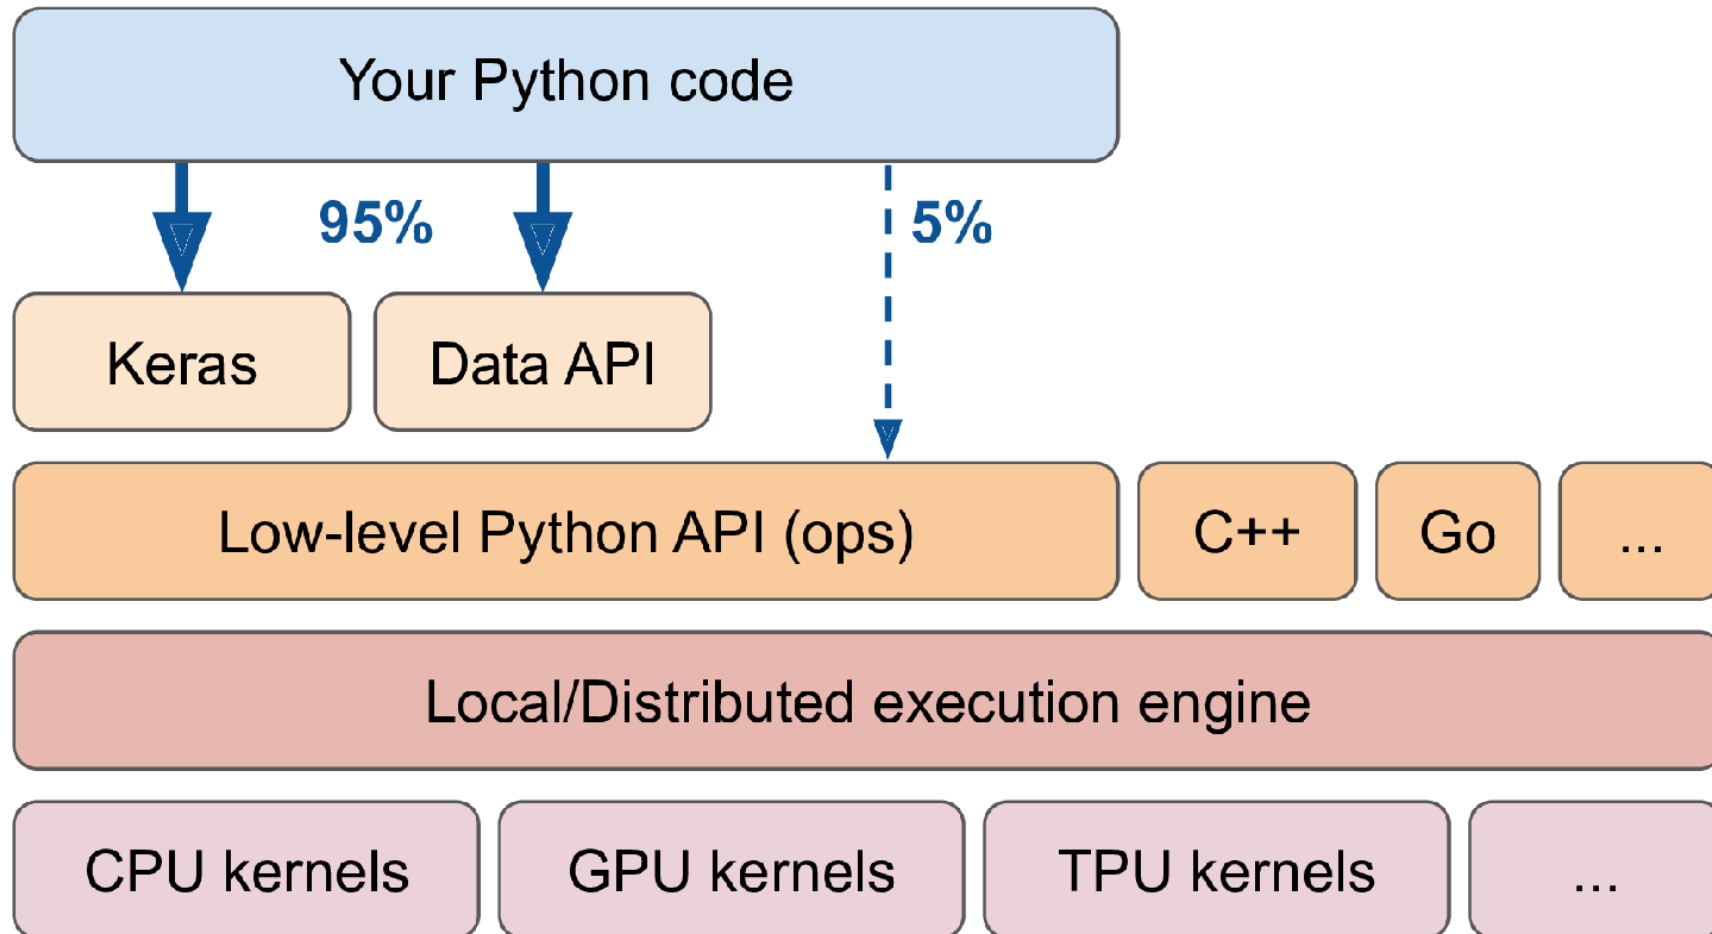 Your Python code
95%
5%
Keras
Data API
Low-level Python API (ops)
C++
Go
...
Local/Distributed execution engine
CPU kernels
GPU kernels
TPU kernels
...